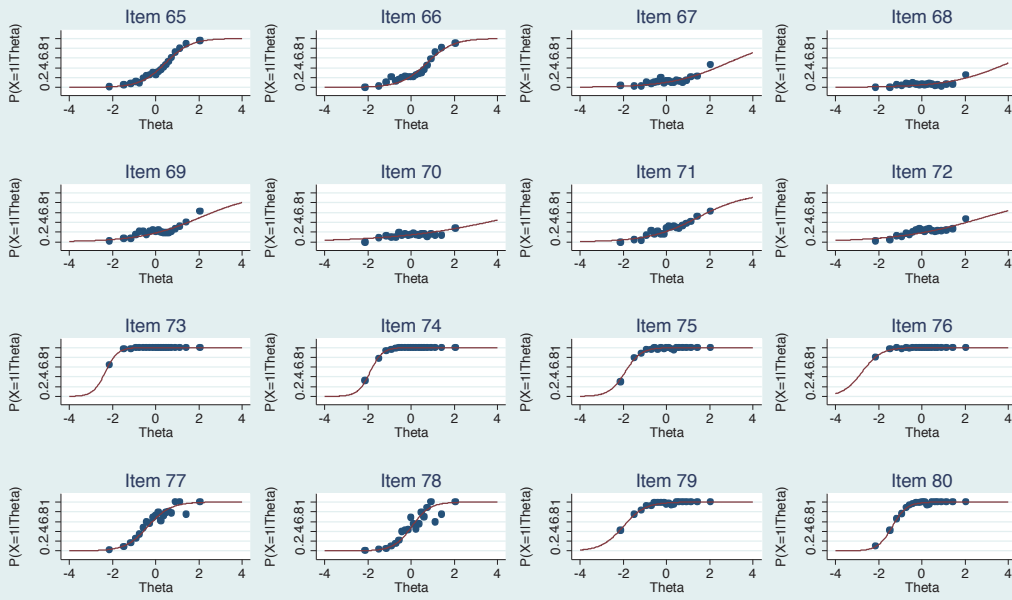 Item 65 Item 66 Item 67 Item 68
P(X=1|Theta) 0.2.4.6.81 P(X=1|Theta) 0.2.4.6.81 P(X=1|Theta) 0.2.4.6.81 P(X=1|Theta) 0.2.4.6.81
-4 -2 0 2 4 -4 -2 0 2 4 -4 -2 0 2 4 -4 -2 0 2 4
Theta Theta Theta Theta
Item 69 Item 70 Item 71 Item 72
P(X=1|Theta) 0.2.4.6.81 P(X=1|Theta) 0.2.4.6.81 P(X=1|Theta) 0.2.4.6.81 P(X=1|Theta) 0.2.4.6.81
-4 -2 0 2 4 -4 -2 0 2 4 -4 -2 0 2 4 -4 -2 0 2 4
Theta Theta Theta Theta
Item 73 Item 74 Item 75 Item 76
P(X=1|Theta) 0.2.4.6.81 P(X=1|Theta) 0.2.4.6.81 P(X=1|Theta) 0.2.4.6.81 P(X=1|Theta) 0.2.4.6.81
-4 -2 0 2 4 -4 -2 0 2 4 -4 -2 0 2 4 -4 -2 0 2 4
Theta Theta Theta Theta
Item 77 Item 78 Item 79 Item 80
P(X=1|Theta) 0.2.4.6.81 P(X=1|Theta) 0.2.4.6.81 P(X=1|Theta) 0.2.4.6.81 P(X=1|Theta) 0.2.4.6.81
-4 -2 0 2 4 -4 -2 0 2 4 -4 -2 0 2 4 -4 -2 0 2 4
Theta Theta Theta Theta